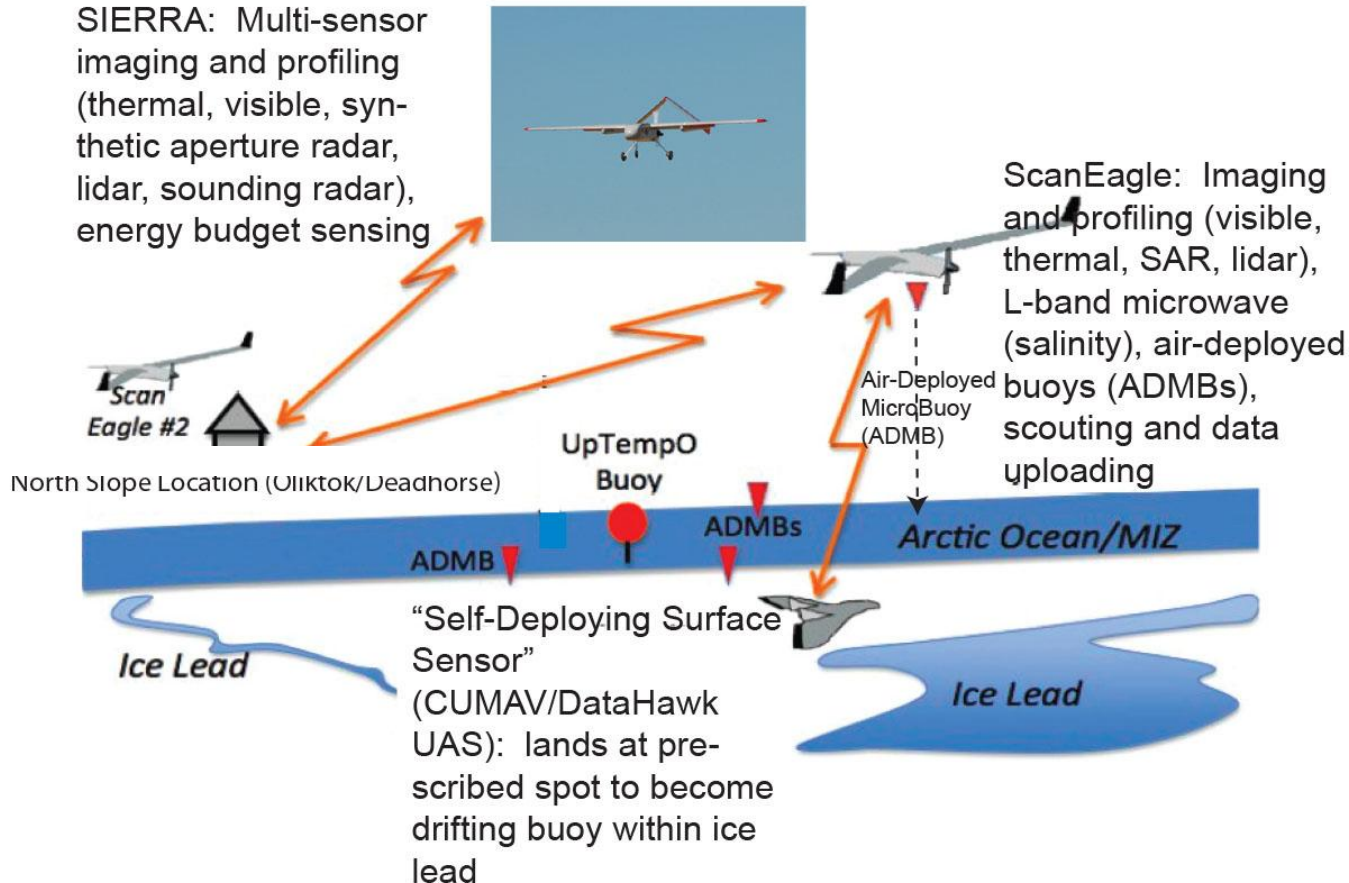 SIERRA: Multi-sensor
imaging and profiling
(thermal, visible, syn-
thetic aperture radar,
lidar, sounding radar),
energy budget sensing
ScanEagle: Imaging
and profiling (visible,
thermal, SAR, lidar),
L-band microwave
(salinity), air-deployed
buoys (ADMBs),
scouting and data
uploading
Scan
Eagle #2
Air-Deployed
MicroBuoy
(ADMB)
North Slope Location (Oliktok/Deadhorse)
UpTempO
Buoy
ADMBs
Arctic Ocean/MIZ
ADMB
“Self-Deploying Surface
Sensor”
(CUMAV/DataHawk
UAS): lands at pre-
scribed spot to become
drifting buoy within ice
lead
Ice Lead
Ice Lead